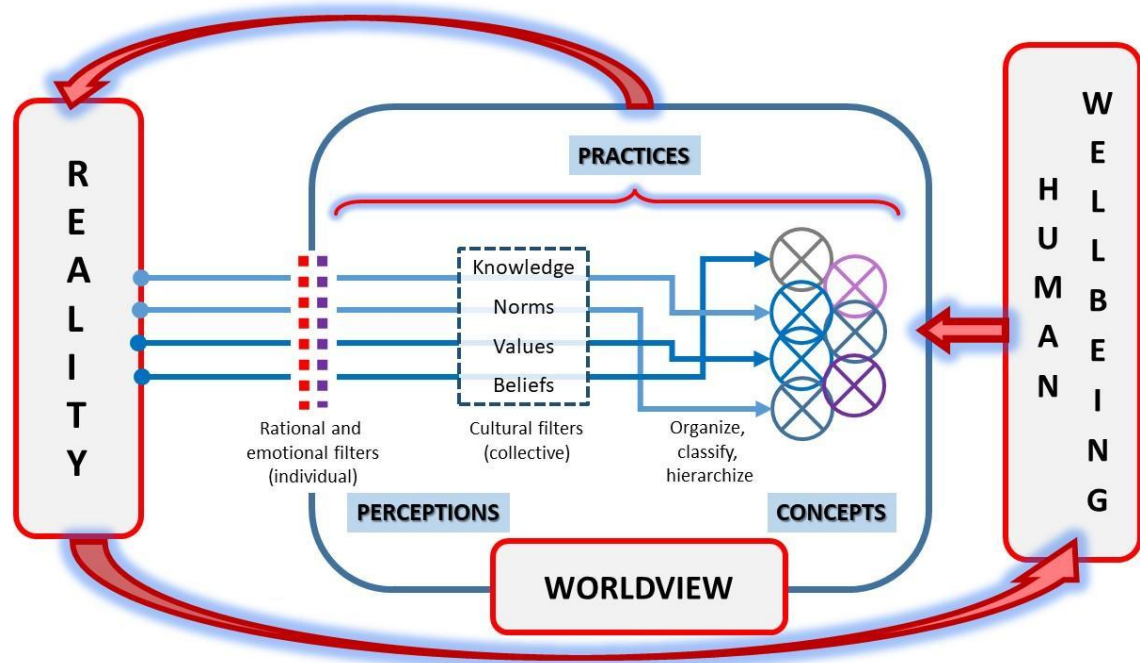 REALITY
PRACTICES
Knowledge
Norms
Values
Beliefs
Rational and
emotional filters
(individual)
Cultural filters
(collective)
Organize,
classify,
hierarchize
PERCEPTIONS
CONCEPTS
WORLDVIEW
HUMAN
WELLBEING